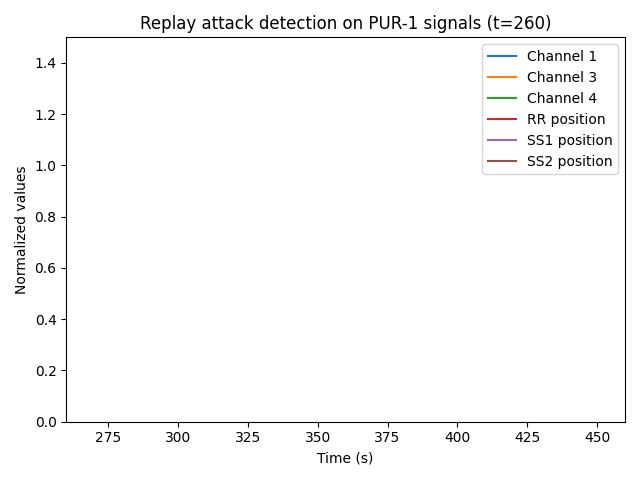 Replay attack detection on PUR-1 signals (t=260)
Channel 1
Channel 3
Channel 4
RR position
SS1 position
SS2 position
Normalized values
1.4
1.2
1.0
0.8
0.6
0.4
0.2
0.0
275 300 325 350 375 400 425 450
Time (s)